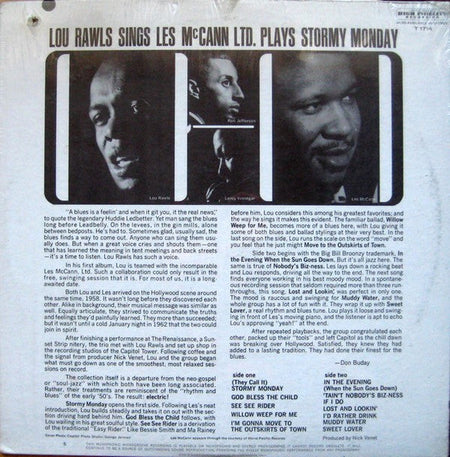 LOU RAWLS SINGS LES McCANN LTD. PLAYS STORMY MONDAY
T 1714
Ron Jefferson
Lou Rawls
Leroy Vinnegar
Les McCann
"A blues is a feelin' and when it git you, it the real news,"
to quote the legendary Huddie Ledbetter. Yet man sang the blues
long before Leadbelly. On the levees, in the gin mills, alone
between bedposts. He's had to. Sometimes glad, usually sad, the
blues finds a way to come out. Anyone who can sing them usu-
ally does. But when a great voice cries and shouts them—one
that has learned the meaning in tent meetings and back streets
—it's a time to listen. Lou Rawls has such a voice.
In his first album, Lou is teamed with the incomparable
Les McCann, Ltd. Such a collaboration could only result in the
free, swinging session that it is. For most of us, it is a long
awaited date.
Both Lou and Les arrived on the Hollywood scene around
the same time. 1958. It wasn't long before they discovered each
other. Alike in background, their musical message was similar as
well. Equally articulate, they strived to communicate the truths
and feelings they'd painfully learned. They more than succeeded;
but it wasn't until a cold January night in 1962 that the two could
join in spirit.
After finishing a performance at The Renaissance, a Sun-
set Strip nitery, the trio met with Lou Rawls and set up shop in
the recording studios of the Capitol Tower. Following coffee and
a signal from producer Nick Venet, Lou and the group began
what must go down as one of the smoothest, most relaxed ses-
sions on record.
The collection itself is a departure from the neo-gospel
or "soul-jazz" with which both have been long associated.
Rather, their treatments are reminiscent of the "rhythm and
blues" of the early '50's. The result: electric!
Stormy Monday opens the first side. Following Les's neat
introduction, Lou builds steadily and takes it on out with the sec-
tion driving hard behind him. God Bless the Child follows, with
Lou wailing in his great soulful style. See See Rider is a derivation
of the traditional "Easy Rider." Like Bessie Smith and Ma Rainey
before him, Lou considers this among his greatest favorites; and
the way he sings it makes this evident. The familiar ballad, Willow
Weep for Me, becomes more of a blues here, with Lou giving it
some of both blues and ballad stylings at their very best. In the
last song on the side, Lou runs the scale on the word "move" and
you feel that he just might Move to the Outskirts of Town.
Side two begins with the Big Bill Broonzy trademark, In
the Evening When the Sun Goes Down. But it's all jazz here. The
same is true of Nobody's Biz-ness. Les lays down a rocking beat
and Lou responds, driving all the way to the end. The next song
finds everyone working in his best moody mold. In a spontane-
ous recording session that seldom required more than three run-
throughs, this song, Lost and Lookin' was perfect in only one.
The mood is raucous and swinging for Muddy Water, and the
whole group has a lot of fun with it. They wrap it up with Sweet
Lover, a real rhythm and blues tune. Lou plays it loose and swing-
ing in front of Les's moving piano, and the listener is apt to echo
Lou's approving "yeah!" at the end.
After repeated playbacks, the group congratulated each
other, packed up their "tools" and left Capitol as the chill dawn
was breaking over Hollywood. Satisfied, they knew they had
added to a lasting tradition. They had done their finest for the
blues.
—Don Buday
side one
(They Call It)
STORMY MONDAY
GOD BLESS THE CHILD
SEE SEE RIDER
WILLOW WEEP FOR ME
I'M GONNA MOVE TO
THE OUTSKIRTS OF TOWN
side two
IN THE EVENING
(When the Sun Goes Down)
'TAIN'T NOBODY'S BIZ-NESS
IF I DO
LOST AND LOOKIN'
I'D RATHER DRINK
MUDDY WATER
SWEET LOVER
Produced by Nick Venet